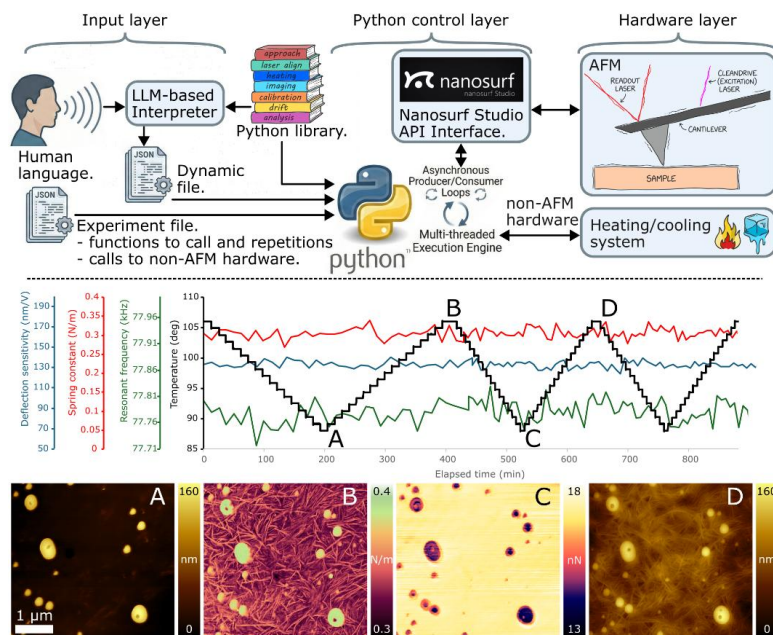 Input layer
Python control layer
Hardware layer
LLM-based
Interpreter
approach
laser align
heating
imaging
calibration
drift
analysis
Python library.
nanosurf
nanosurf Studio
Nanosurf Studio
API Interface.
AFM
READOUT
LASER
CLEANDRIVE
(EXCITATION)
LASER
CANTILEVER
SAMPLE
Human
language.
JSON
Dynamic
file.
JSON
Experiment file.
- functions to call and repetitions
- calls to non-AFM hardware.
python
Asynchronous
Producer/Consumer
Loops
Multi-threaded
Execution Engine
non-AFM
hardware
Heating/cooling
system
Deflection sensitivity (nm/V)
190
170
150
130
110
90
70
50
Spring constant (N/m)
0.4
0.35
0.3
0.25
0.2
0.15
0.1
0.05
0
Resonant frequency (kHz)
77.96
77.91
77.86
77.81
77.76
77.71
Temperature (deg)
110
105
100
95
90
85
B
D
A
C
0
100
200
300
400
500
600
700
800
Elapsed time (min)
A
160
nm
0
1 µm
B
0.4
N/m
0.3
C
18
nN
13
D
160
nm
0